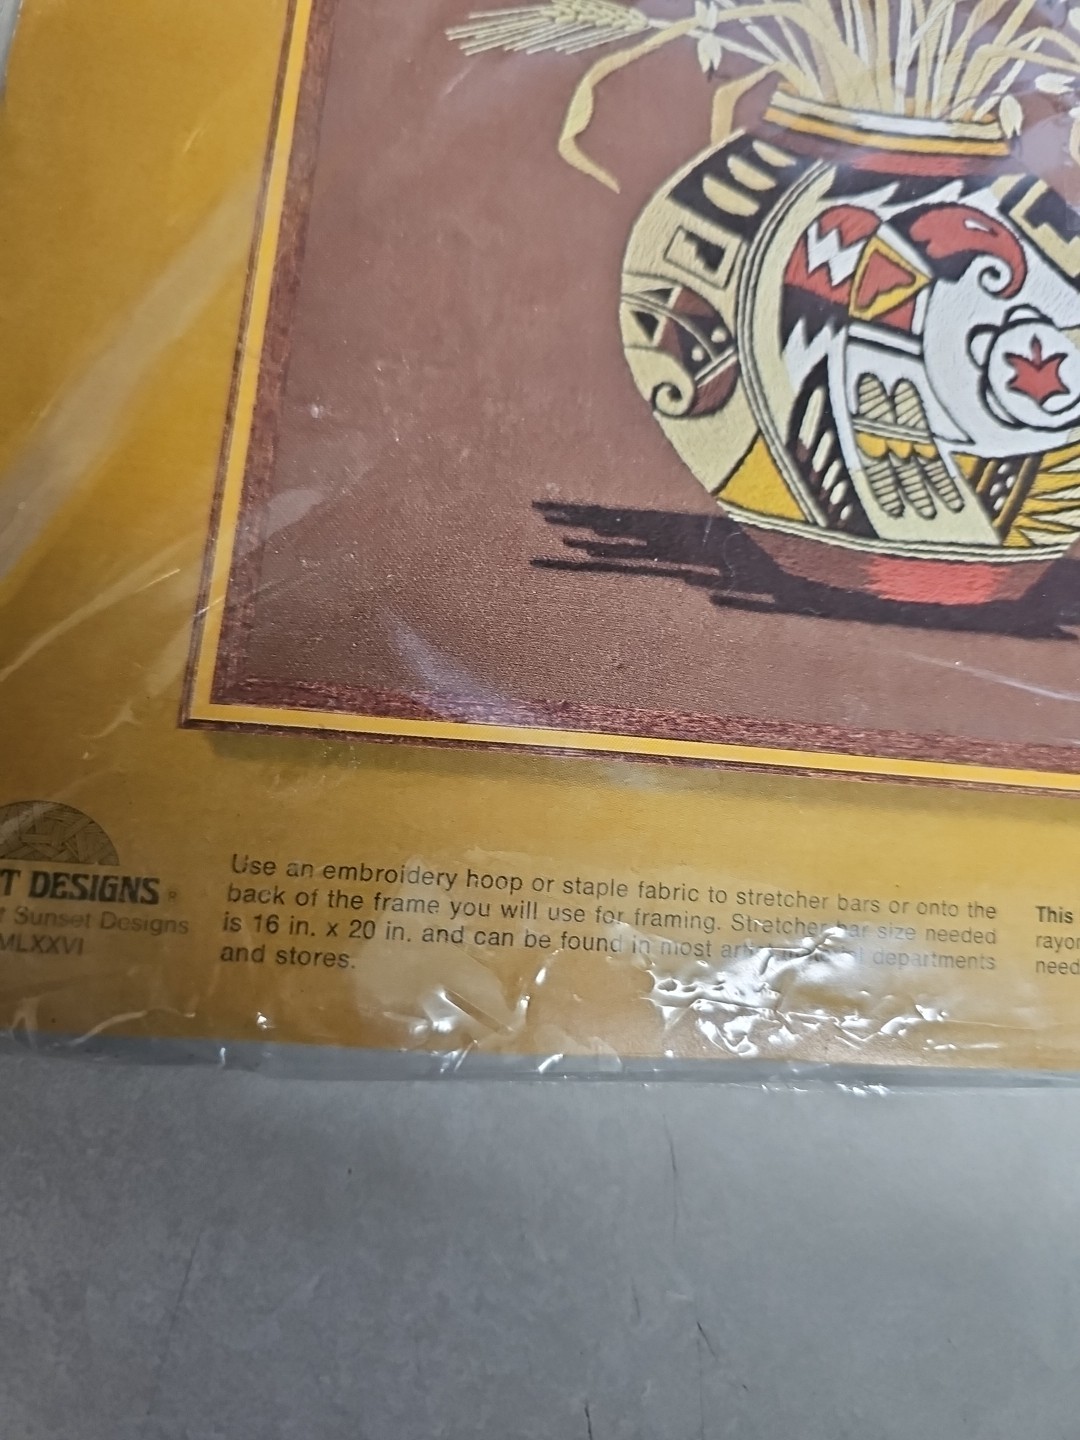 T DESIGNS®
t Sunset Designs
MLXXVI
Use an embroidery hoop or staple fabric to stretcher bars or onto the
back of the frame you will use for framing. Stretcher bar size needed
is 16 in. x 20 in. and can be found in most departments
and stores.
This
rayon
need